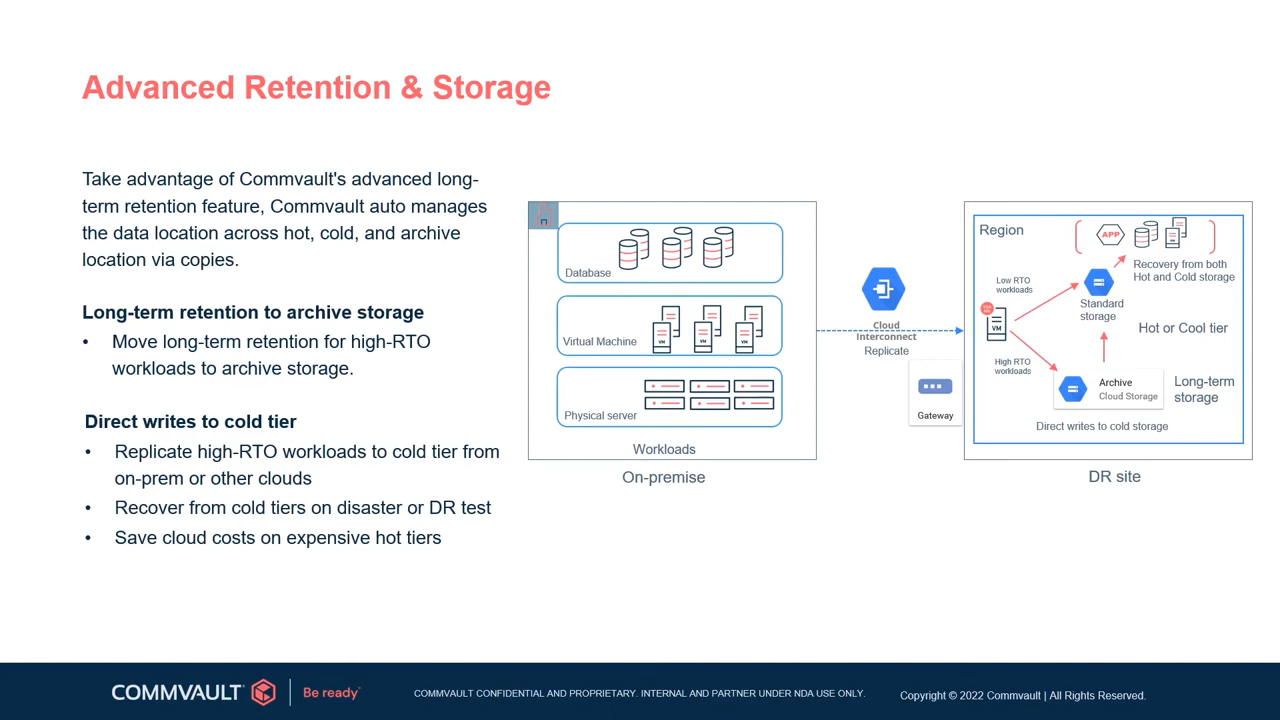 Advanced Retention & Storage
Take advantage of Commvault's advanced long-
term retention feature, Commvault auto manages
the data location across hot, cold, and archive
location via copies.
Long-term retention to archive storage
• Move long-term retention for high-RTO
workloads to archive storage.
Direct writes to cold tier
• Replicate high-RTO workloads to cold tier from
on-prem or other clouds
• Recover from cold tiers on disaster or DR test
• Save cloud costs on expensive hot tiers
Database
Virtual Machine
VM
VM
VM
Physical server
Workloads
On-premise
Cloud
Interconnect
Replicate
Gateway
Region
APP
Recovery from both
Hot and Cold storage
Low RTO
workloads
Standard
storage
Hot or Cool tier
VM
High RTO
workloads
Archive
Cloud Storage
Long-term
storage
Direct writes to cold storage
DR site
COMMVAULT
Be ready
COMMVAULT CONFIDENTIAL AND PROPRIETARY. INTERNAL AND PARTNER UNDER NDA USE ONLY.
Copyright © 2022 Commvault | All Rights Reserved.